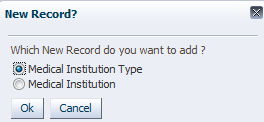 New Record?
Which New Record do you want to add ?
Medical Institution Type
Medical Institution
Ok Cancel